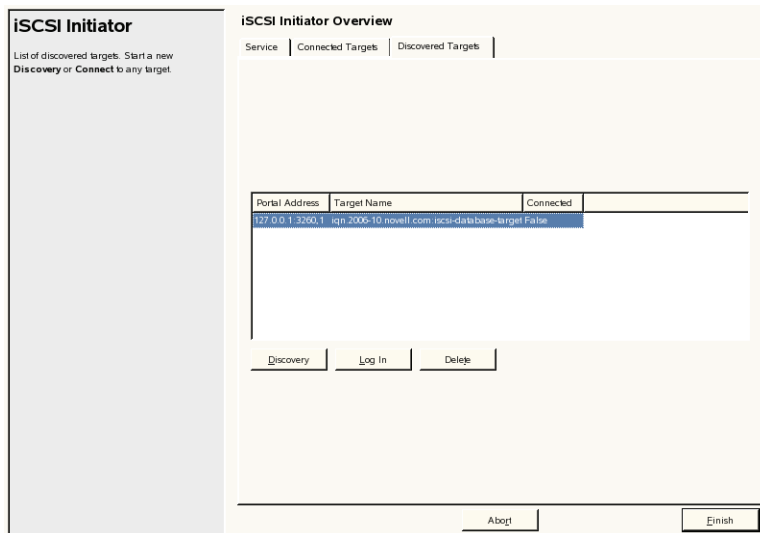 iSCSI Initiator
List of discovered targets. Start a new
Discovery or Connect to any target.
iSCSI Initiator Overview
Service Connected Targets Discovered Targets
Portal Address Target Name Connected
127.0.0.1:3260,1 iqn.2006-10.novell.com:iscsi-database-target False
Discovery Log In Delete
Abort Finish